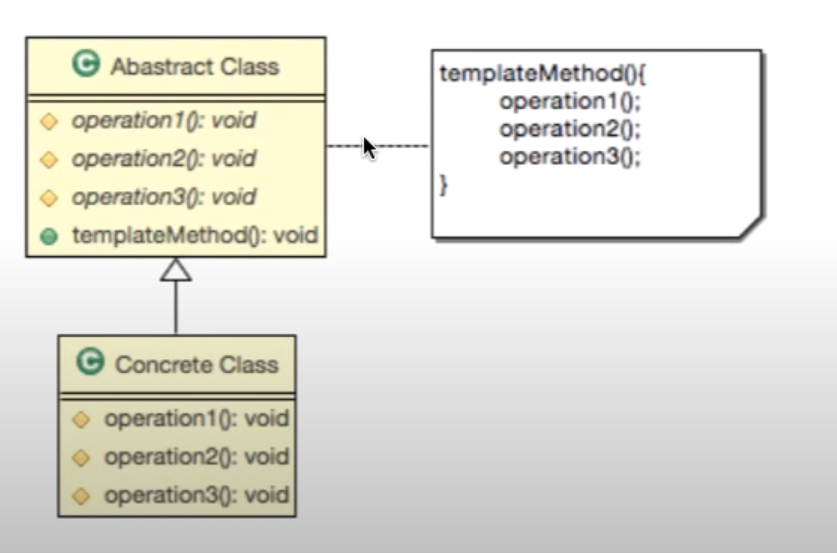 C Abastract Class
operation1(): void
operation2(): void
operation3(): void
templateMethod(): void
templateMethod(){
operation1();
operation2();
operation3();
}
C Concrete Class
operation1(): void
operation2(): void
operation3(): void